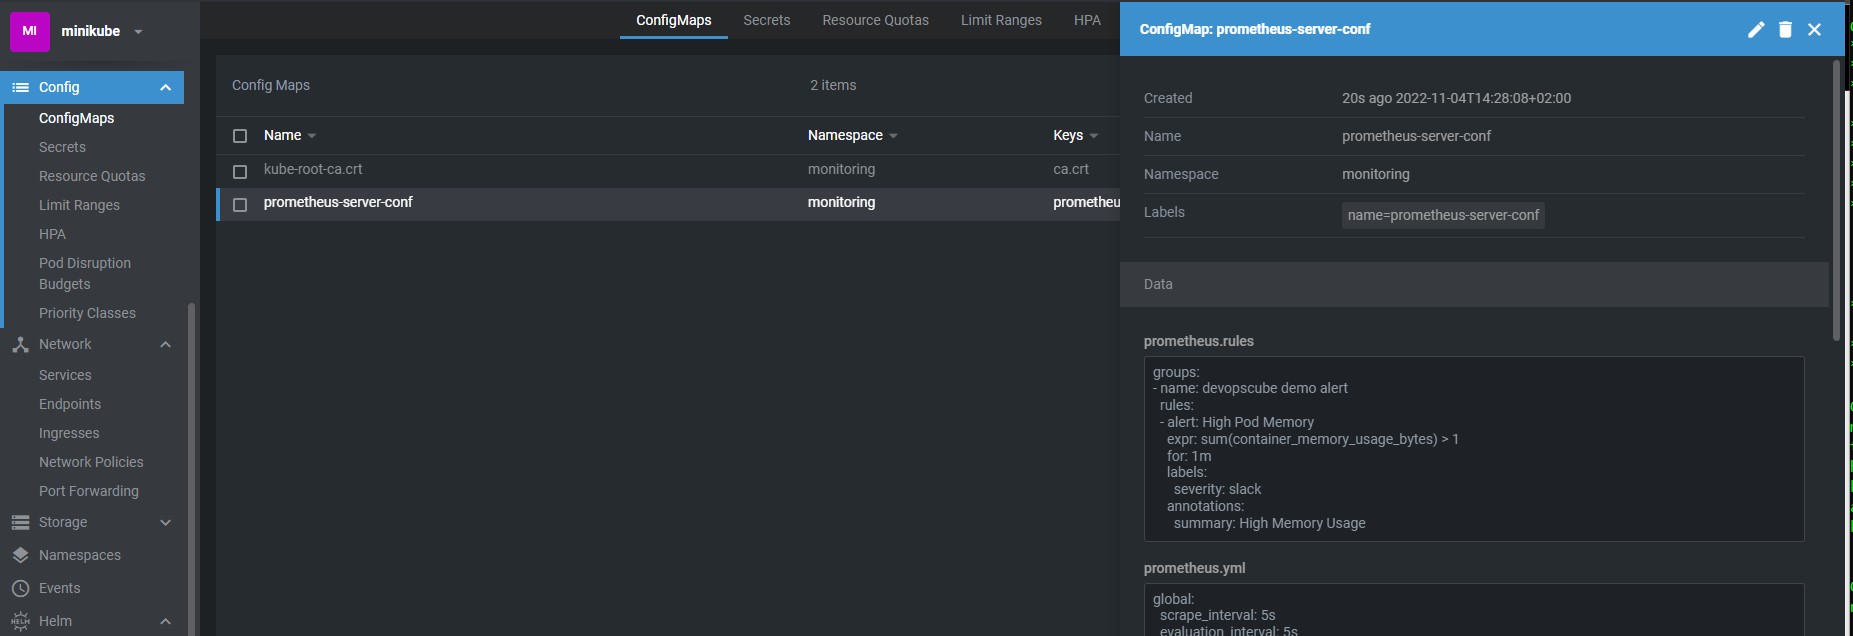 MI minikube
Config
ConfigMaps
Secrets
Resource Quotas
Limit Ranges
HPA
Pod Disruption
Budgets
Priority Classes
Network
Services
Endpoints
Ingresses
Network Policies
Port Forwarding
Storage
Namespaces
Events
HELM Helm
ConfigMaps Secrets Resource Quotas Limit Ranges HPA
Config Maps 2 items
Name Namespace Keys
kube-root-ca.crt monitoring ca.crt
prometheus-server-conf monitoring prometheu
ConfigMap: prometheus-server-conf
Created 20s ago 2022-11-04T14:28:08+02:00
Name prometheus-server-conf
Namespace monitoring
Labels name=prometheus-server-conf
Data
prometheus.rules
groups:
- name: devopscube demo alert
rules:
- alert: High Pod Memory
expr: sum(container_memory_usage_bytes) > 1
for: 1m
labels:
severity: slack
annotations:
summary: High Memory Usage
prometheus.yml
global:
scrape_interval: 5s
evaluation_interval: 5s